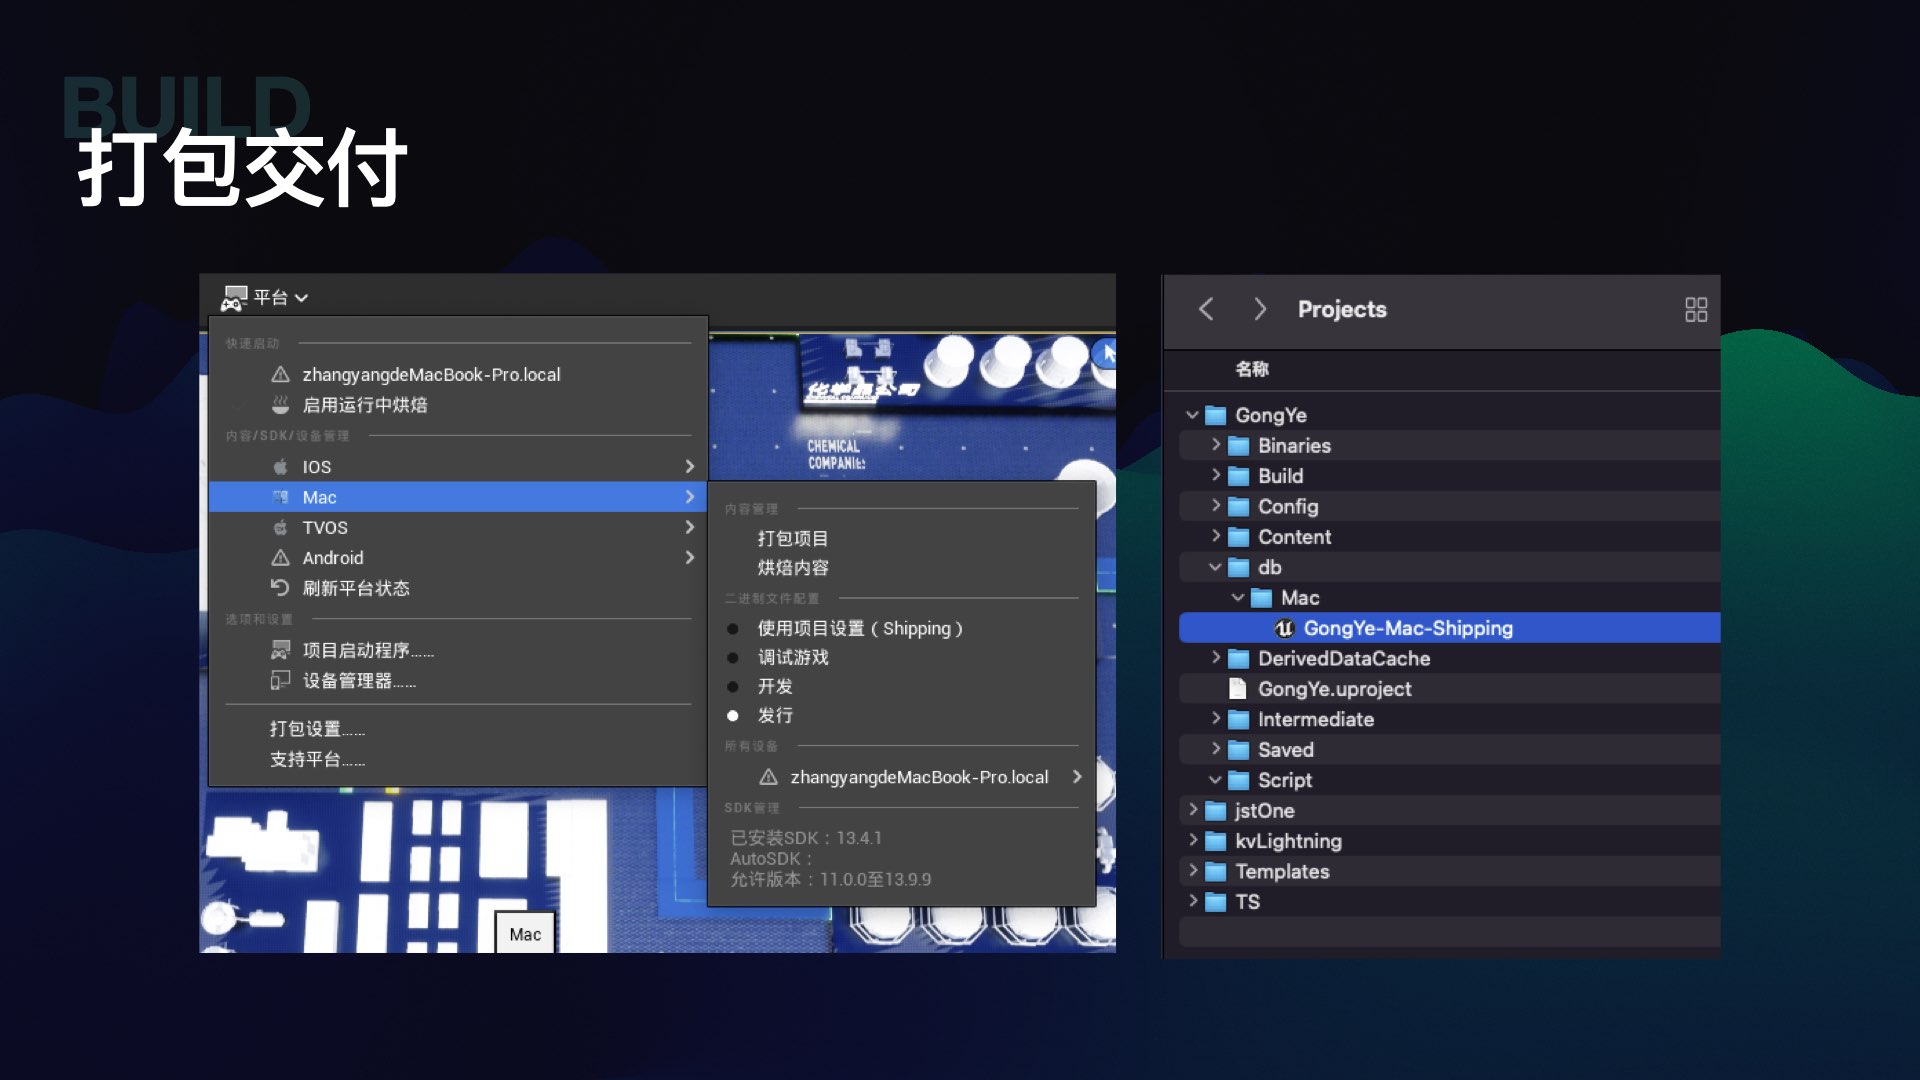 BUILD
打包交付
平台
快速启动
zhangyangdeMacBook-Pro.local
启用运行中烘焙
内容/SDK/设备管理
IOS
Mac
TVOS
Android
刷新平台状态
选项和设置
项目启动程序......
设备管理器......
打包设置......
支持平台......
CHEMICAL
COMPANIE:
内容管理
打包项目
烘焙内容
二进制文件配置
使用项目设置 ( Shipping )
调试游戏
开发
发行
所有设备
zhangyangdeMacBook-Pro.local
SDK管理
已安装SDK：13.4.1
AutoSDK：
允许版本：11.0.0至13.9.9
Mac
Projects
名称
GongYe
Binaries
Build
Config
Content
db
Mac
GongYe-Mac-Shipping
DerivedDataCache
GongYe.uproject
Intermediate
Saved
Script
jstOne
kvLightning
Templates
TS